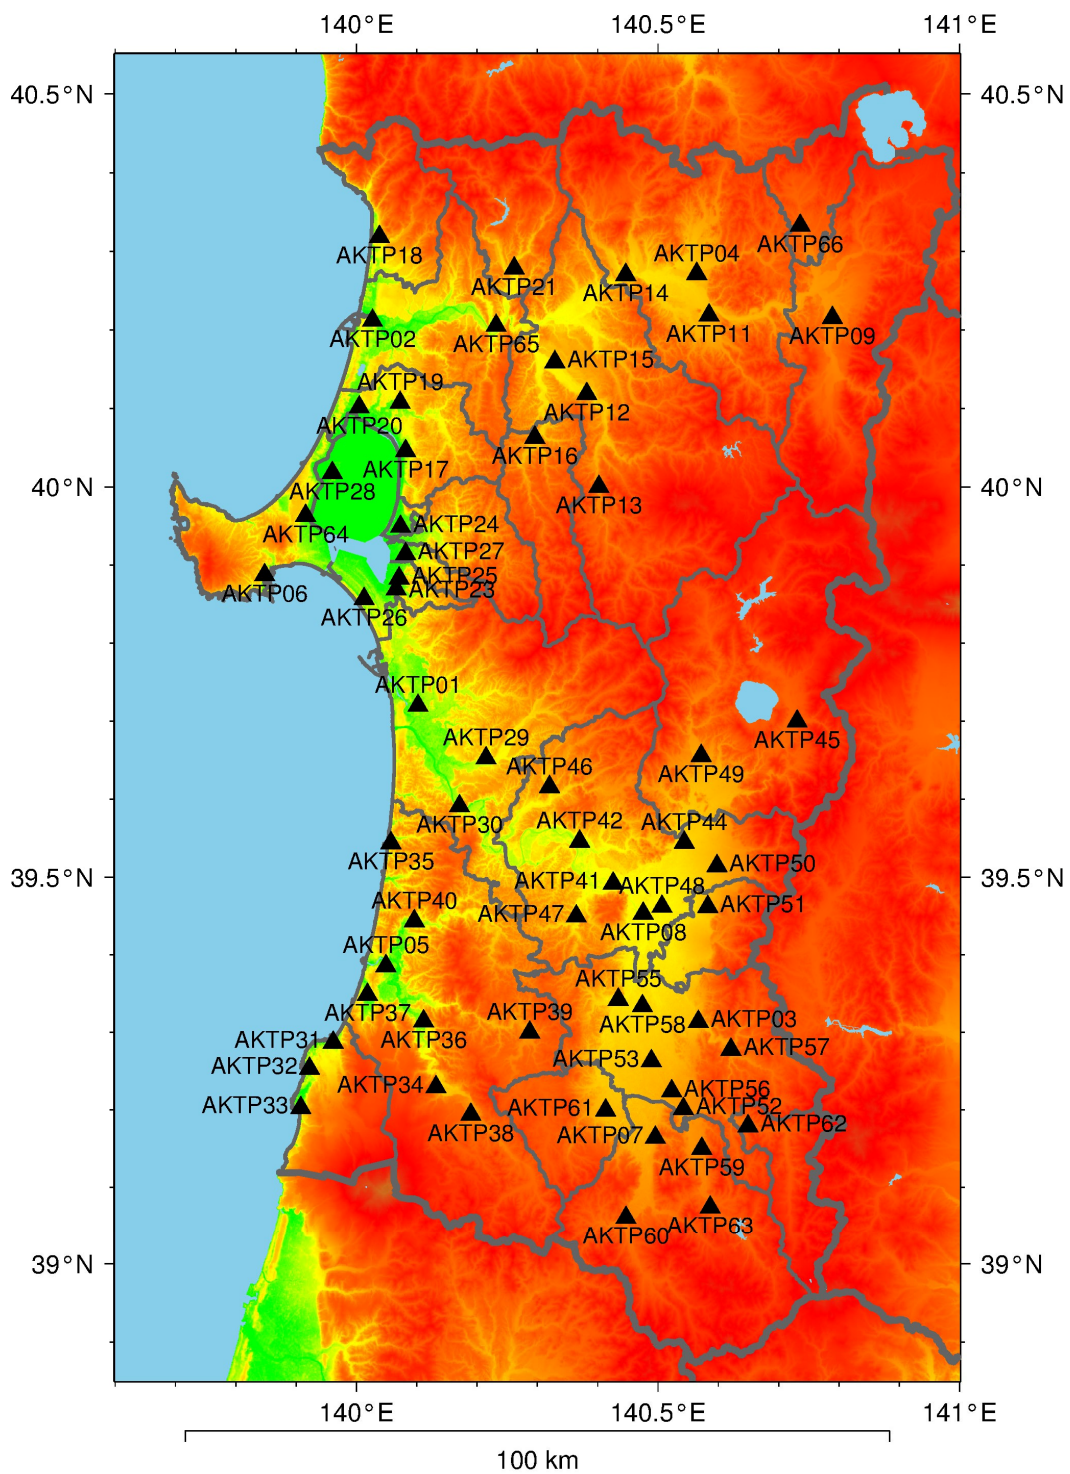 140°E 140.5°E 141°E
40.5°N 40.5°N
AKTP66
AKTP04
AKTP18
AKTP21 AKTP14
AKTP11 AKTP09
AKTP02 AKTP65
AKTP15
AKTP19
AKTP12
AKTP20
AKTP16
AKTP17
40°N 40°N
AKTP28 AKTP13
AKTP24
AKTP64
AKTP27
AKTP25
AKTP23
AKTP06
AKTP26
AKTP01
AKTP29 AKTP45
AKTP46 AKTP49
AKTP30 AKTP42 AKTP44
AKTP35 AKTP50
39.5°N 39.5°N
AKTP41 AKTP48
AKTP40 AKTP51
AKTP47
AKTP08
AKTP05
AKTP55
AKTP37 AKTP39 AKTP58 AKTP03
AKTP31 AKTP36
AKTP57
AKTP32 AKTP53
AKTP34 AKTP56
AKTP33 AKTP61 AKTP52
AKTP62
AKTP38 AKTP07
AKTP59
AKTP60 AKTP63
39°N 39°N
140°E 140.5°E 141°E
100 km